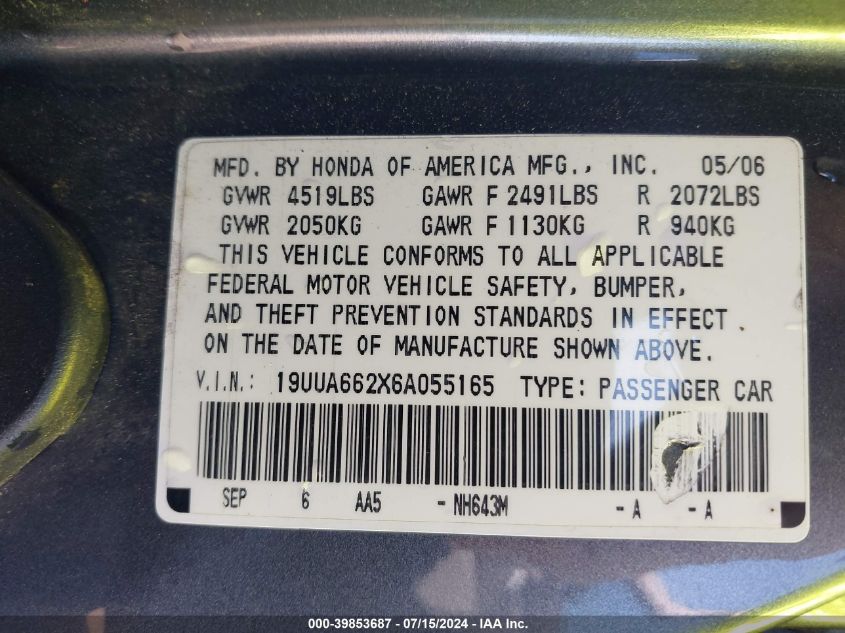 MFD. BY HONDA OF AMERICA MFG., INC. 05/06
GVWR 4519LBS GAWR F 2491LBS R 2072LBS
GVWR 2050KG GAWR F 1130KG R 940KG
THIS VEHICLE CONFORMS TO ALL APPLICABLE
FEDERAL MOTOR VEHICLE SAFETY, BUMPER,
AND THEFT PREVENTION STANDARDS IN EFFECT
ON THE DATE OF MANUFACTURE SHOWN ABOVE.
V.I.N.: 19UUA662X6A055165 TYPE: PASSENGER CAR
SEP 6 AA5 - NH643M - A - A
000-39853687 - 07/15/2024 - IAA Inc.